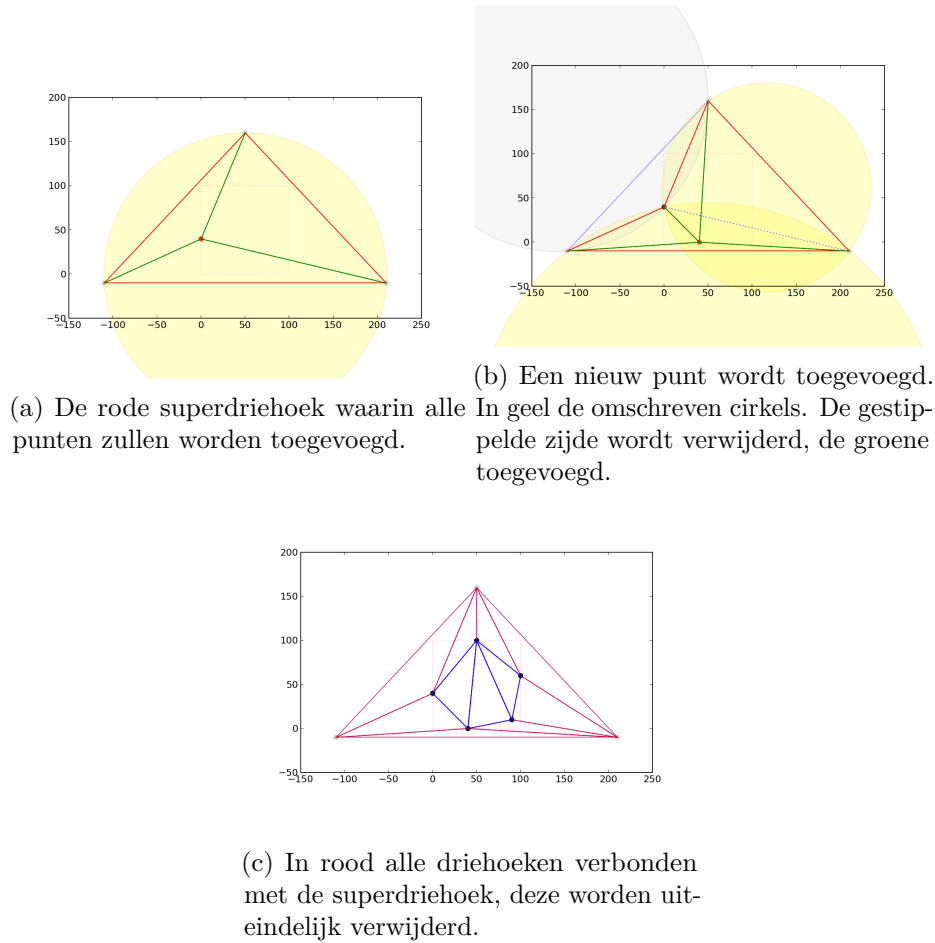 200
150
100
50
0
−50
−150 −100 −50 0 50 100 150 200 250
(a) De rode superdriehoek waarin alle
punten zullen worden toegevoegd.
200
150
100
50
0
−50
−150 −100 −50 0 50 100 150 200 250
(b) Een nieuw punt wordt toegevoegd.
In geel de omschreven cirkels. De gestip-
pelde zijde wordt verwijderd, de groene
toegevoegd.
200
150
100
50
0
−50
−150 −100 −50 0 50 100 150 200 250
(c) In rood alle driehoeken verbonden
met de superdriehoek, deze worden uit-
eindelijk verwijderd.